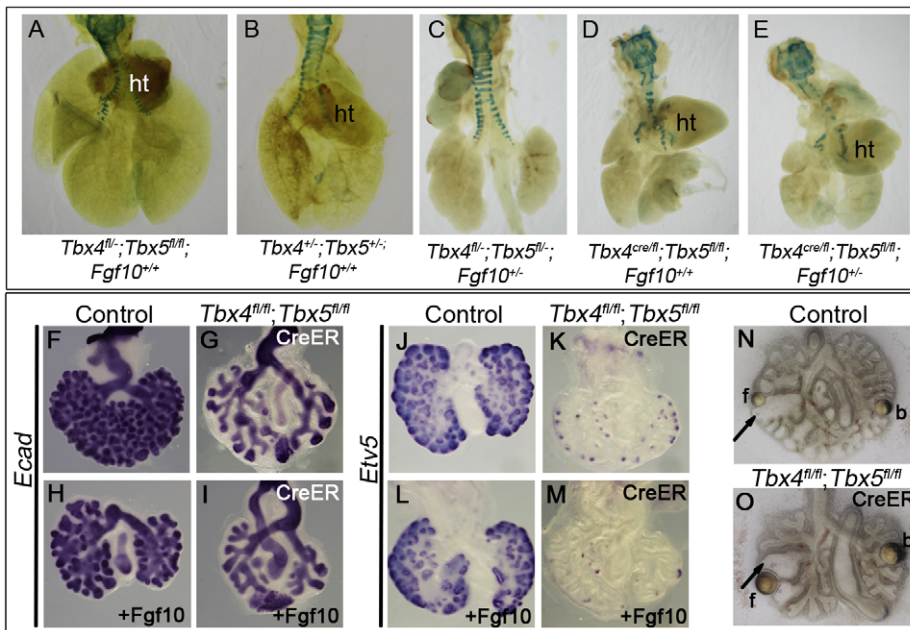 A B C D E
ht ht ht ht
Tbx4fl/-;Tbx5fl/fl;
Fgf10+/+
Tbx4+/-;Tbx5+/-;
Fgf10+/+
Tbx4fl/-;Tbx5fl/-;
Fgf10+/-
Tbx4cre/fl;Tbx5fl/fl;
Fgf10+/+
Tbx4cre/fl;Tbx5fl/fl;
Fgf10+/-
Control Tbx4fl/fl;Tbx5fl/fl
Ecad
F G CreER
H I CreER
+Fgf10 +Fgf10
Control Tbx4fl/fl;Tbx5fl/fl
Etv5
J K CreER
L M CreER
+Fgf10 +Fgf10
Control
N
f b
Tbx4fl/fl;Tbx5fl/fl
O CreER
b
f